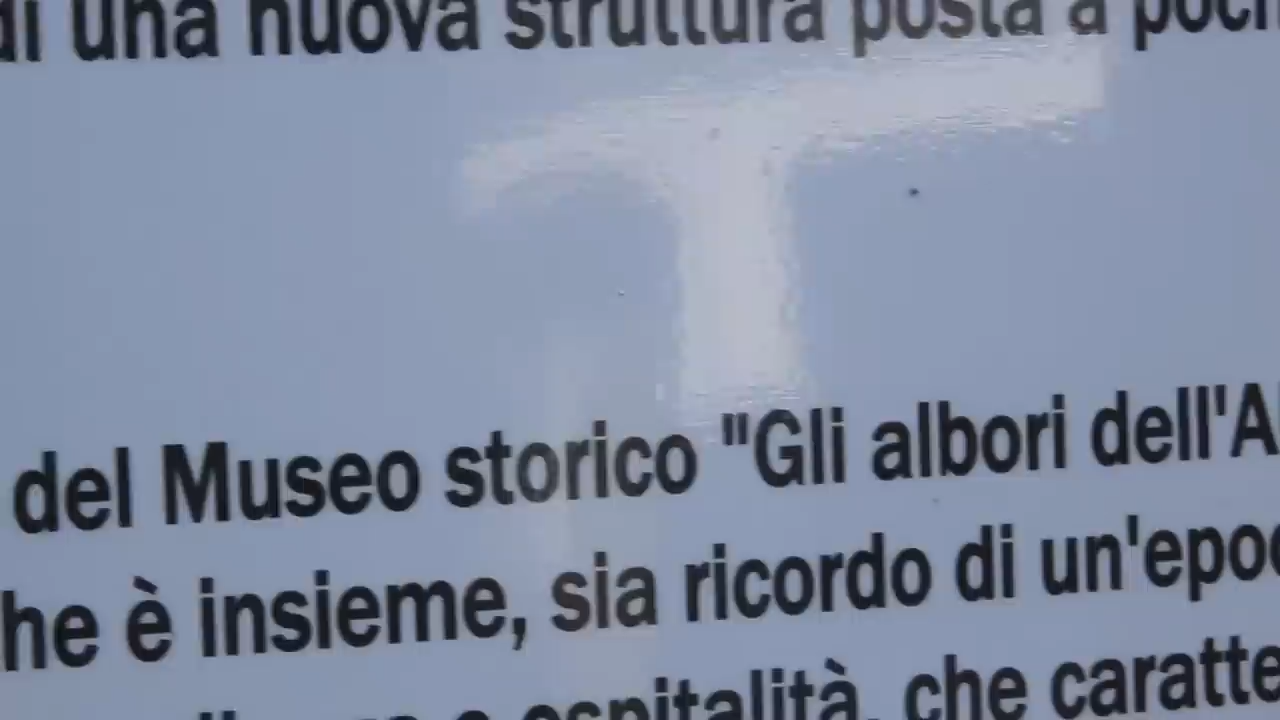 di una nuova struttura posta a poch
del Museo storico "Gli albori dell'A
he è insieme, sia ricordo di un'epoc
e ospitalità, che caratte